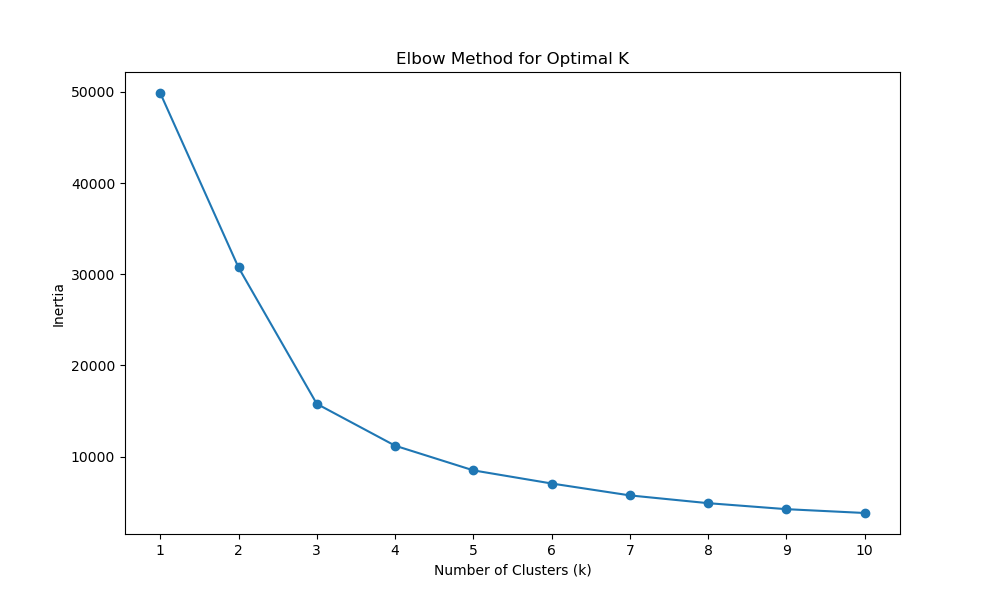 Elbow Method for Optimal K
50000
40000
30000
20000
10000
Inertia
1 2 3 4 5 6 7 8 9 10
Number of Clusters (k)